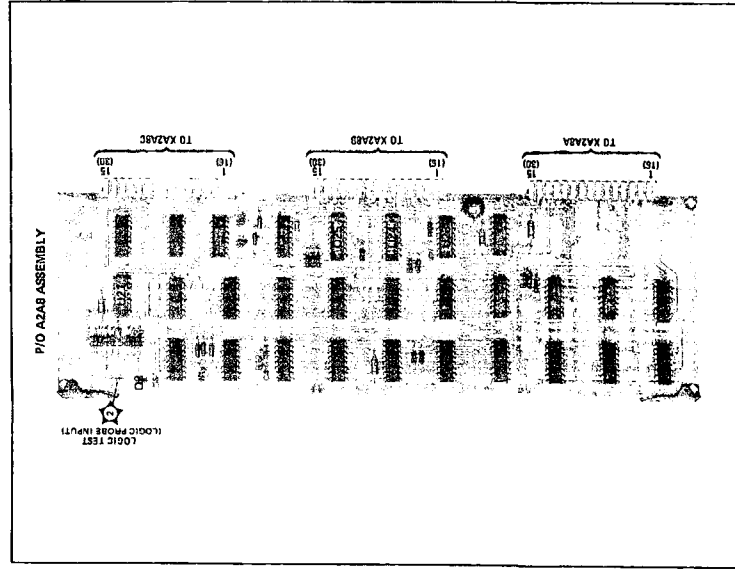 P/O A2A8 ASSEMBLY
TO XA2A8C
(30) (16)
15 1
TO XA2A8B
(30) (16)
15 1
TO XA2A8A
(30) (16)
15 1
2
LOGIC TEST
(LOGIC PROBE INPUT)